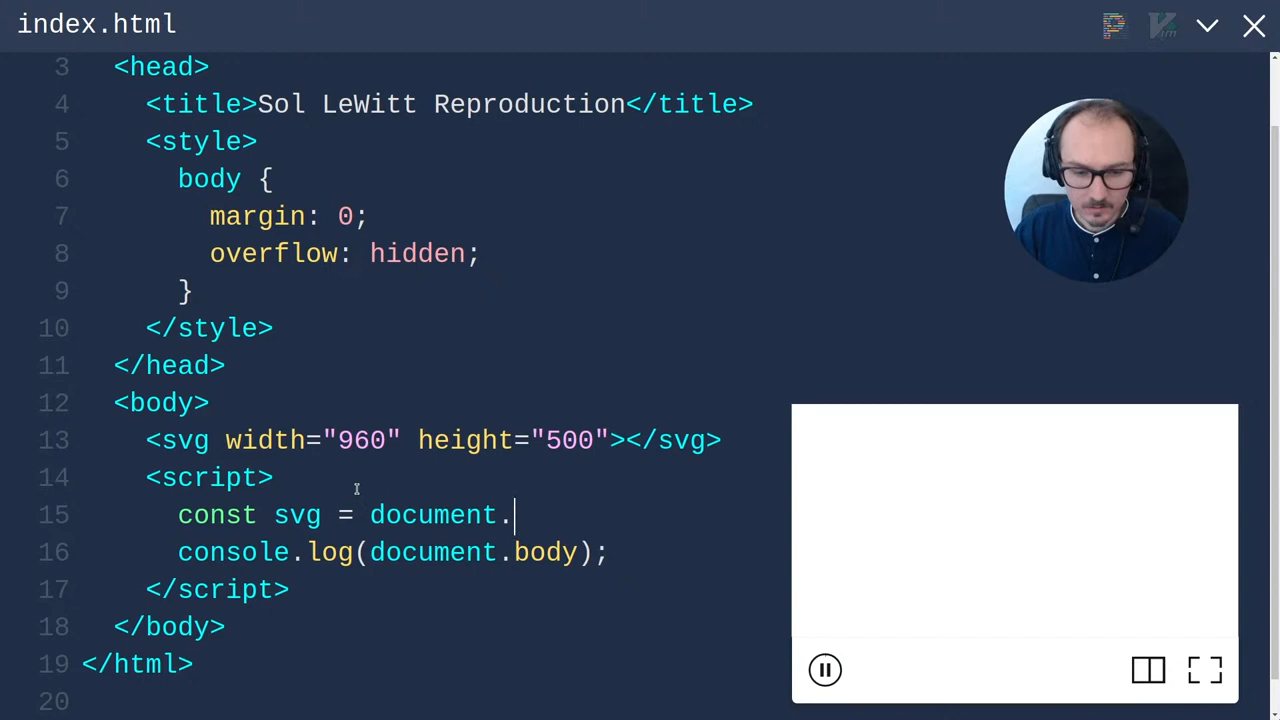 index.html
3 <head>
4 <title>Sol LeWitt Reproduction</title>
5 <style>
6 body {
7 margin: 0;
8 overflow: hidden;
9 }
10 </style>
11 </head>
12 <body>
13 <svg width="960" height="500"></svg>
14 <script>
15 const svg = document.
16 console.log(document.body);
17 </script>
18 </body>
19 </html>
20